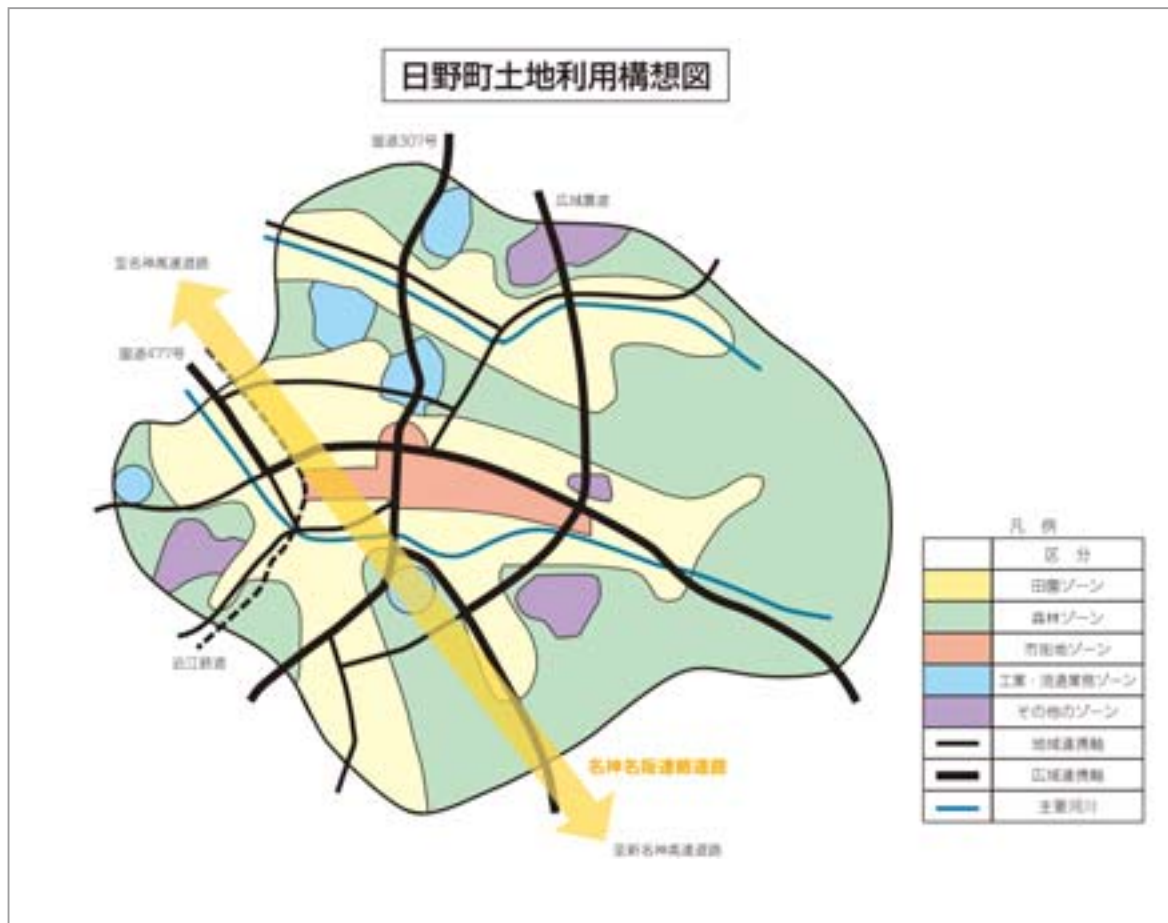 日野町土地利用構想図
国道307号
広域農道
至名神高速道路
国道477号
近江鉄道
名神名阪連絡道路
至新名神高速道路
凡 例
区 分
田園ゾーン
森林ゾーン
市街地ゾーン
工業・流通業務ゾーン
その他のゾーン
地域連携軸
広域連携軸
主要河川